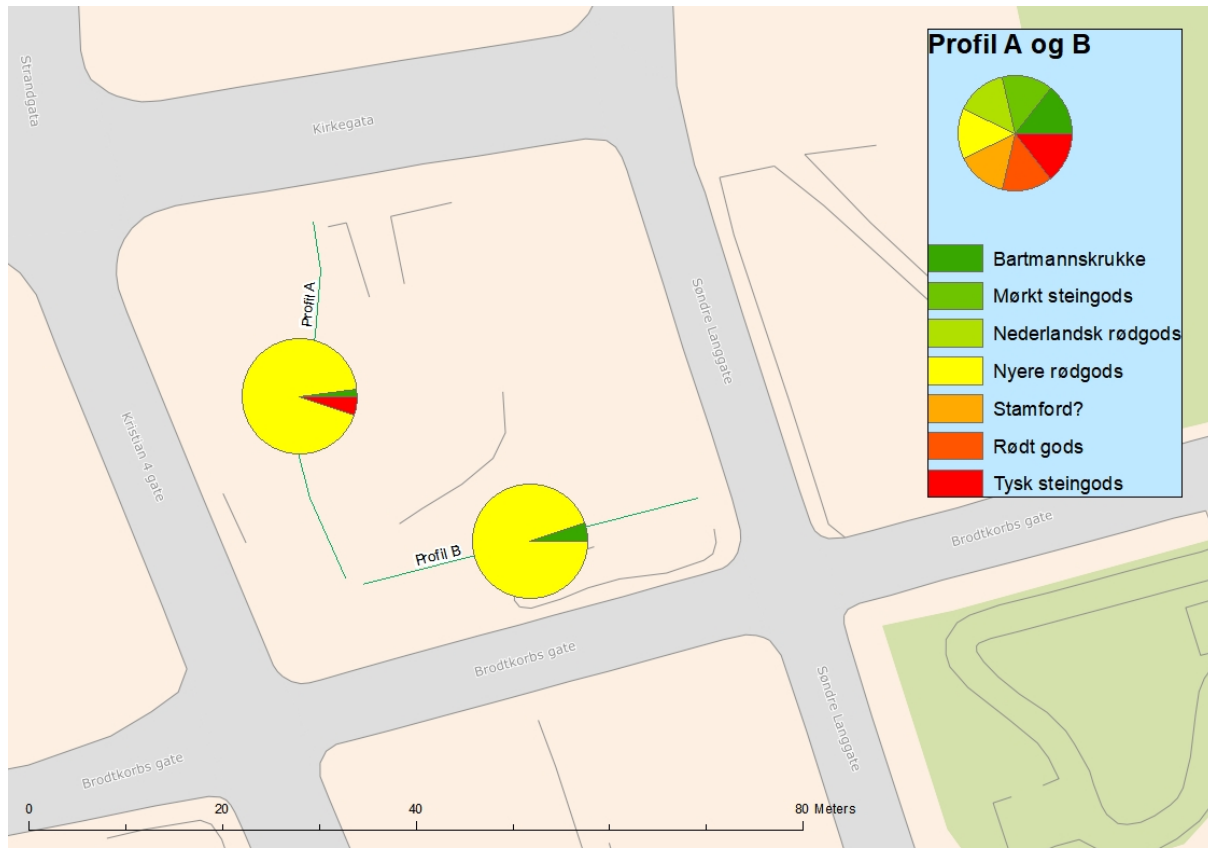 Profil A og B
Bartmannskrukke
Mørkt steingods
Nederlandsk rødgods
Nyere rødgods
Stamford?
Rødt gods
Tysk steingods
Strandgata
Kirkegata
Profil A
Søndre Langgate
Kristian 4 gate
Profil B
Brodtkorbs gate
Brodtkorbs gate
Søndre Langgate
Brodtkorbs gate
0 20 40 80 Meters